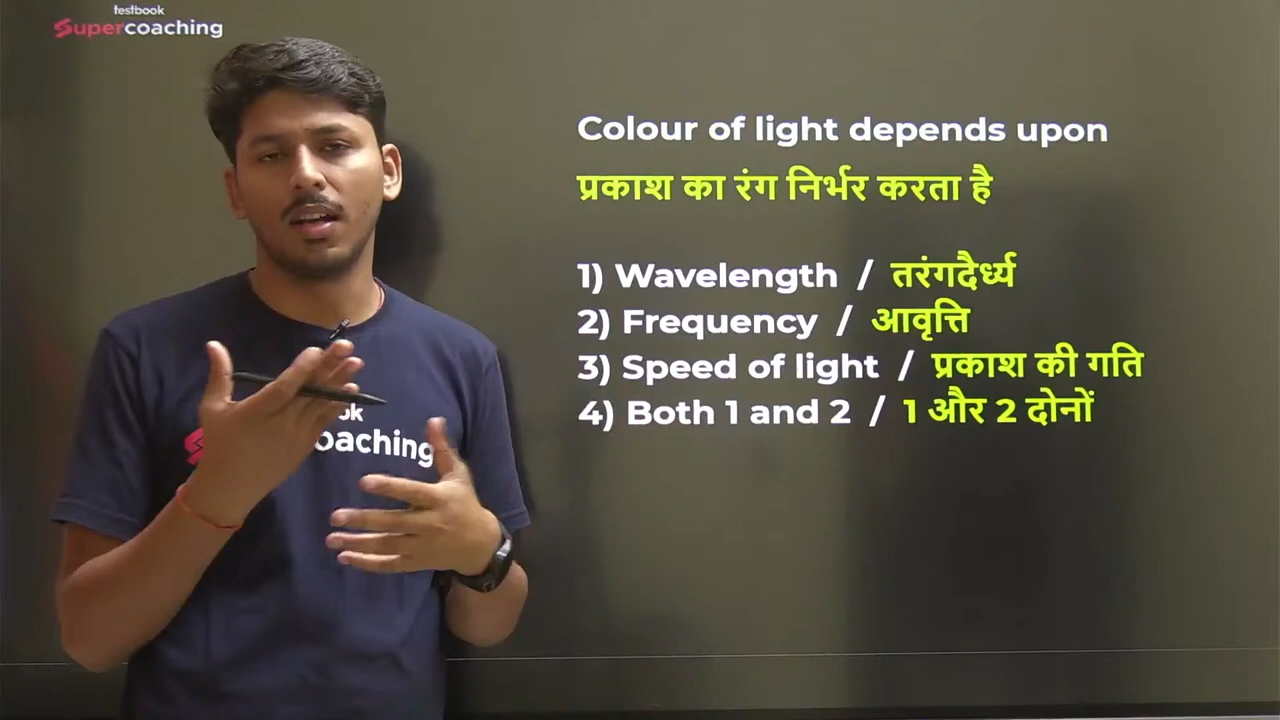 testbook
Supercoaching
Colour of light depends upon
प्रकाश का रंग निर्भर करता है
1) Wavelength / तरंगदैर्ध्य
2) Frequency / आवृत्ति
3) Speed of light / प्रकाश की गति
4) Both 1 and 2 / 1 और 2 दोनों
ok
oaching